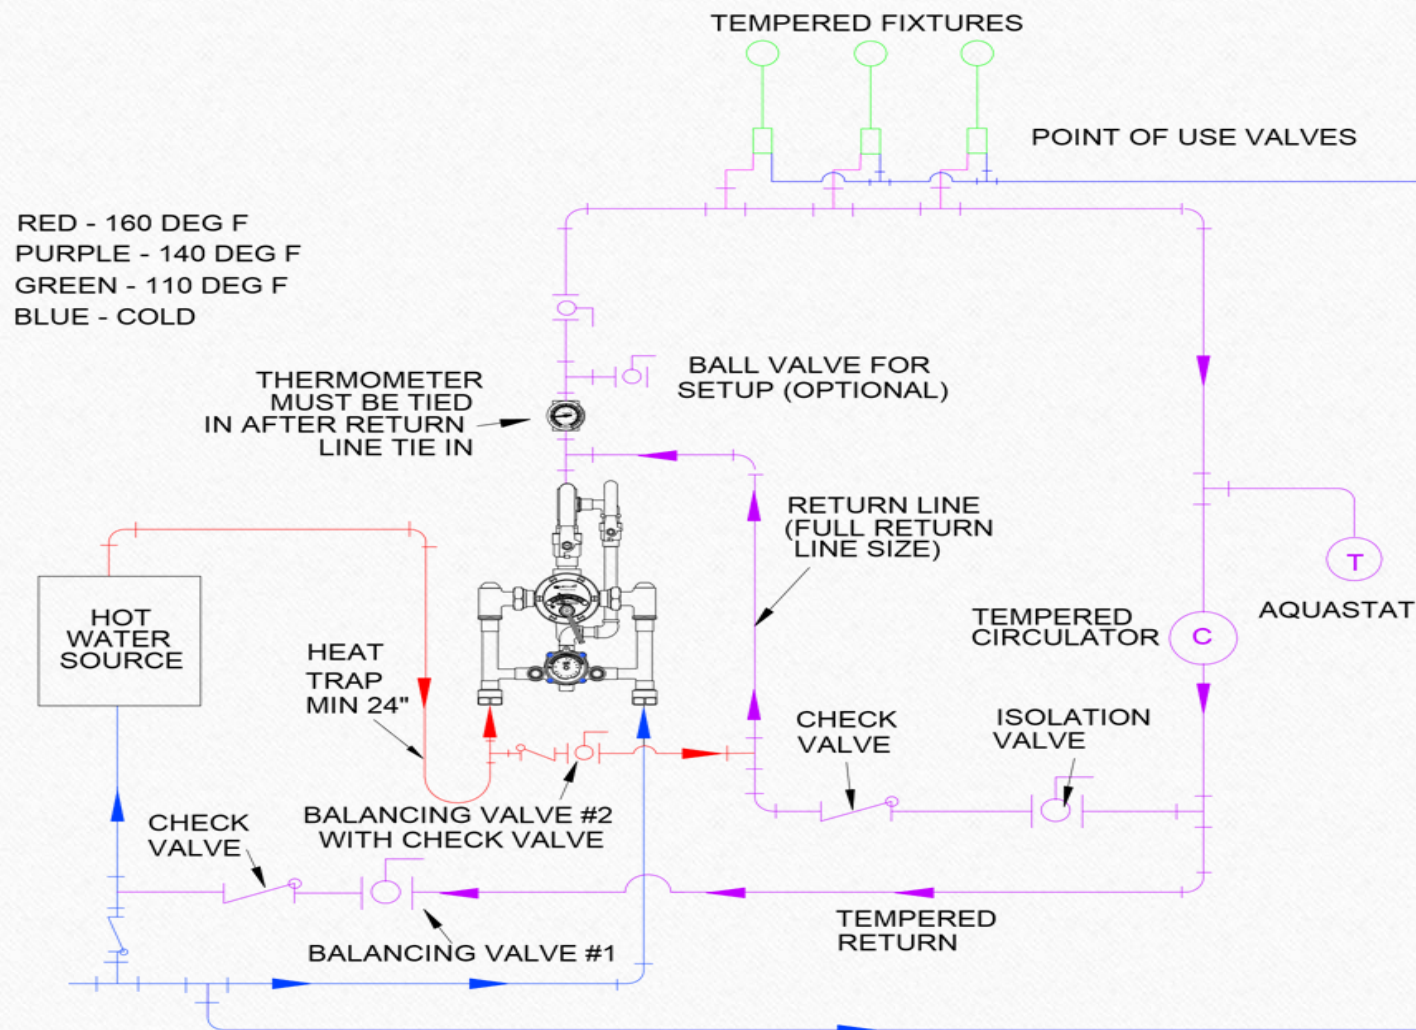 TEMPERED FIXTURES
POINT OF USE VALVES
RED - 160 DEG F
PURPLE - 140 DEG F
GREEN - 110 DEG F
BLUE - COLD
BALL VALVE FOR
SETUP (OPTIONAL)
THERMOMETER
MUST BE TIED
IN AFTER RETURN
LINE TIE IN
RETURN LINE
(FULL RETURN
LINE SIZE)
T
AQUASTAT
TEMPERED
CIRCULATOR
C
HOT
WATER
SOURCE
HEAT
TRAP
MIN 24"
CHECK
VALVE
ISOLATION
VALVE
BALANCING VALVE #2
WITH CHECK VALVE
CHECK
VALVE
TEMPERED
RETURN
BALANCING VALVE #1